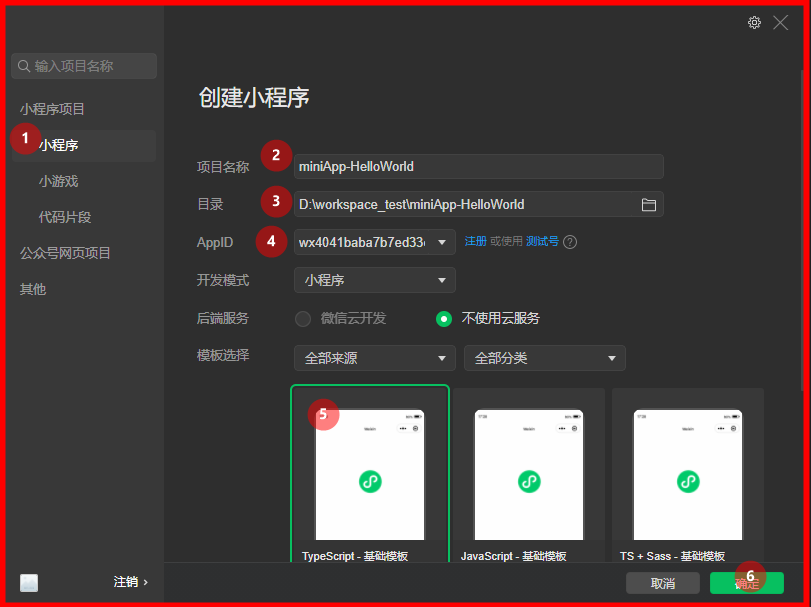 输入项目名称
创建小程序
小程序项目
1
小程序
小游戏
代码片段
公众号网页项目
其他
项目名称
2
miniApp-HelloWorld
目录
3
D:\workspace_test\miniApp-HelloWorld
AppID
4
wx4041baba7b7ed33
注册 或使用 测试号 ?
开发模式
小程序
后端服务
微信云开发
不使用云服务
模板选择
全部来源
全部分类
5
TypeScript - 基础模板
JavaScript - 基础模板
TS + Sass - 基础模板
注销 ›
取消
6
确定